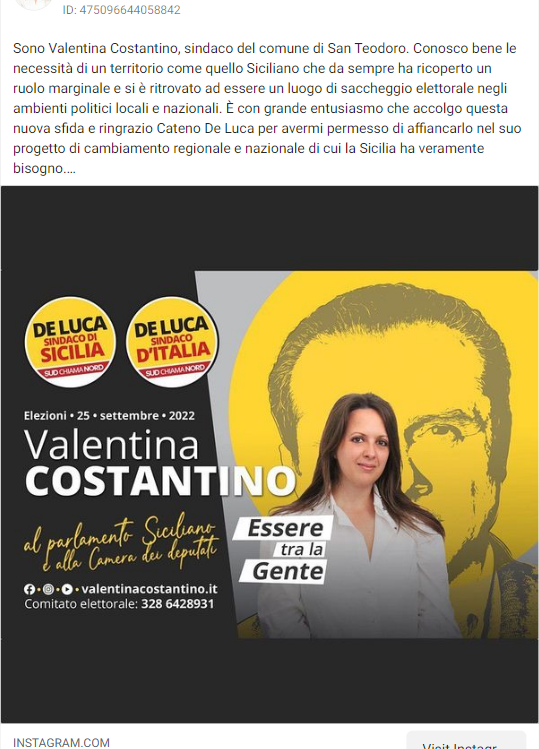 ID: 475096644058842
Sono Valentina Costantino, sindaco del comune di San Teodoro. Conosco bene le
necessità di un territorio come quello Siciliano che da sempre ha ricoperto un
ruolo marginale e si è ritrovato ad essere un luogo di saccheggio elettorale negli
ambienti politici locali e nazionali. È con grande entusiasmo che accolgo questa
nuova sfida e ringrazio Cateno De Luca per avermi permesso di affiancarlo nel suo
progetto di cambiamento regionale e nazionale di cui la Sicilia ha veramente
bisogno....
DE LUCA
SINDACO DI
SICILIA
SUD CHIAMA NORD
DE LUCA
SINDACO
D'ITALIA
SUD CHIAMA NORD
Elezioni • 25 • settembre • 2022
Valentina
COSTANTINO
al parlamento Siciliano
e alla Camera dei deputati
Essere
tra la
Gente
valentinacostantino.it
Comitato elettorale: 328 6428931
INSTAGRAM.COM
Visit Instagr